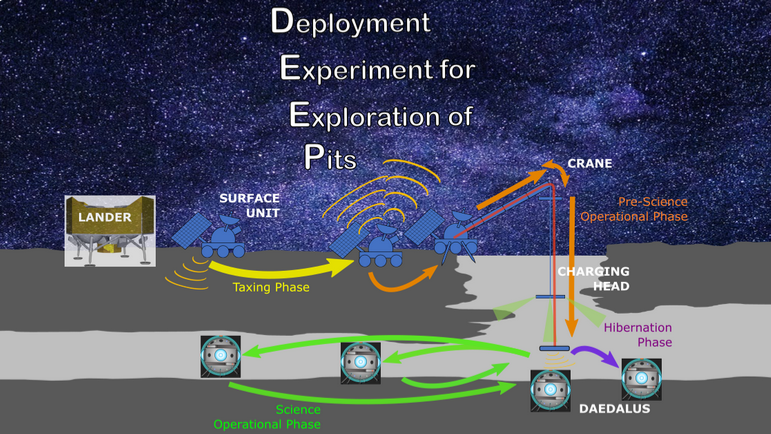 Deployment
Experiment for
Exploration of
Pits
CRANE
LANDER
SURFACE
UNIT
Pre-Science
Operational Phase
CHARGING
HEAD
Taxing Phase
Hibernation
Phase
Science
Operational Phase
DAEDALUS